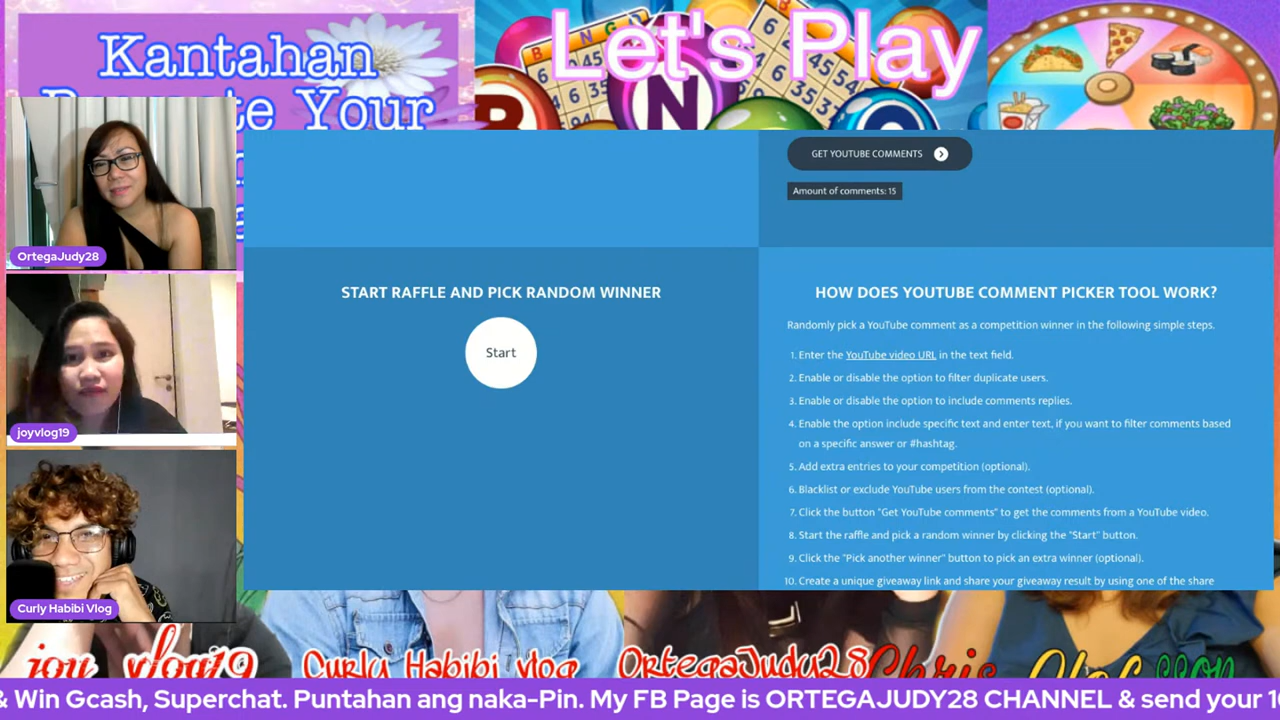 Kantahan
Let's Play
te Your
B I N G
N
OrtegaJudy28
joyvlog19
Curly Habibi Vlog
GET YOUTUBE COMMENTS
Amount of comments: 15
START RAFFLE AND PICK RANDOM WINNER
Start
HOW DOES YOUTUBE COMMENT PICKER TOOL WORK?
Randomly pick a YouTube comment as a competition winner in the following simple steps.
1. Enter the YouTube video URL in the text field.
2. Enable or disable the option to filter duplicate users.
3. Enable or disable the option to include comments replies.
4. Enable the option include specific text and enter text, if you want to filter comments based
on a specific answer or #hashtag.
5. Add extra entries to your competition (optional).
6. Blacklist or exclude YouTube users from the contest (optional).
7. Click the button "Get YouTube comments" to get the comments from a YouTube video.
8. Start the raffle and pick a random winner by clicking the "Start" button.
9. Click the "Pick another winner" button to pick an extra winner (optional).
10. Create a unique giveaway link and share your giveaway result by using one of the share
joy vlog19
Curly Habibi vlog
OrtegaJudy28
Chris
& Win Gcash, Superchat. Puntahan ang naka-Pin. My FB Page is ORTEGAJUDY28 CHANNEL & send your